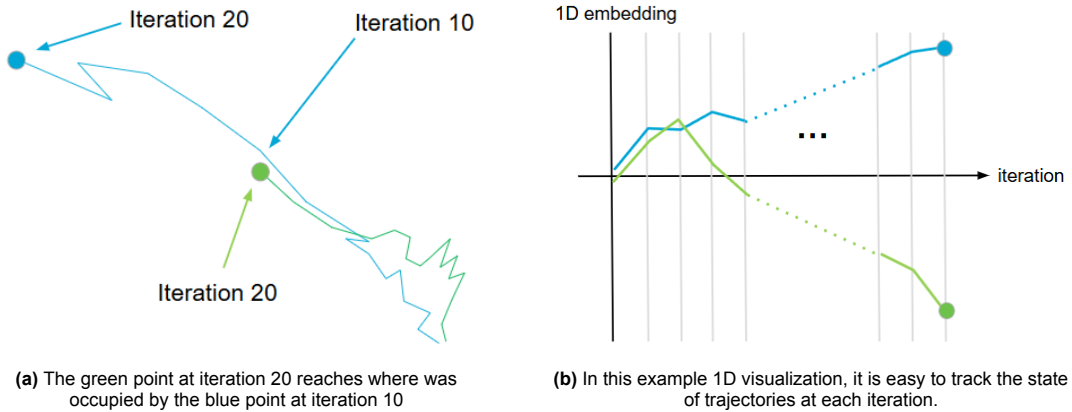 Iteration 20
Iteration 10
Iteration 20
(a) The green point at iteration 20 reaches where was
occupied by the blue point at iteration 10
1D embedding
...
iteration
(b) In this example 1D visualization, it is easy to track the state
of trajectories at each iteration.